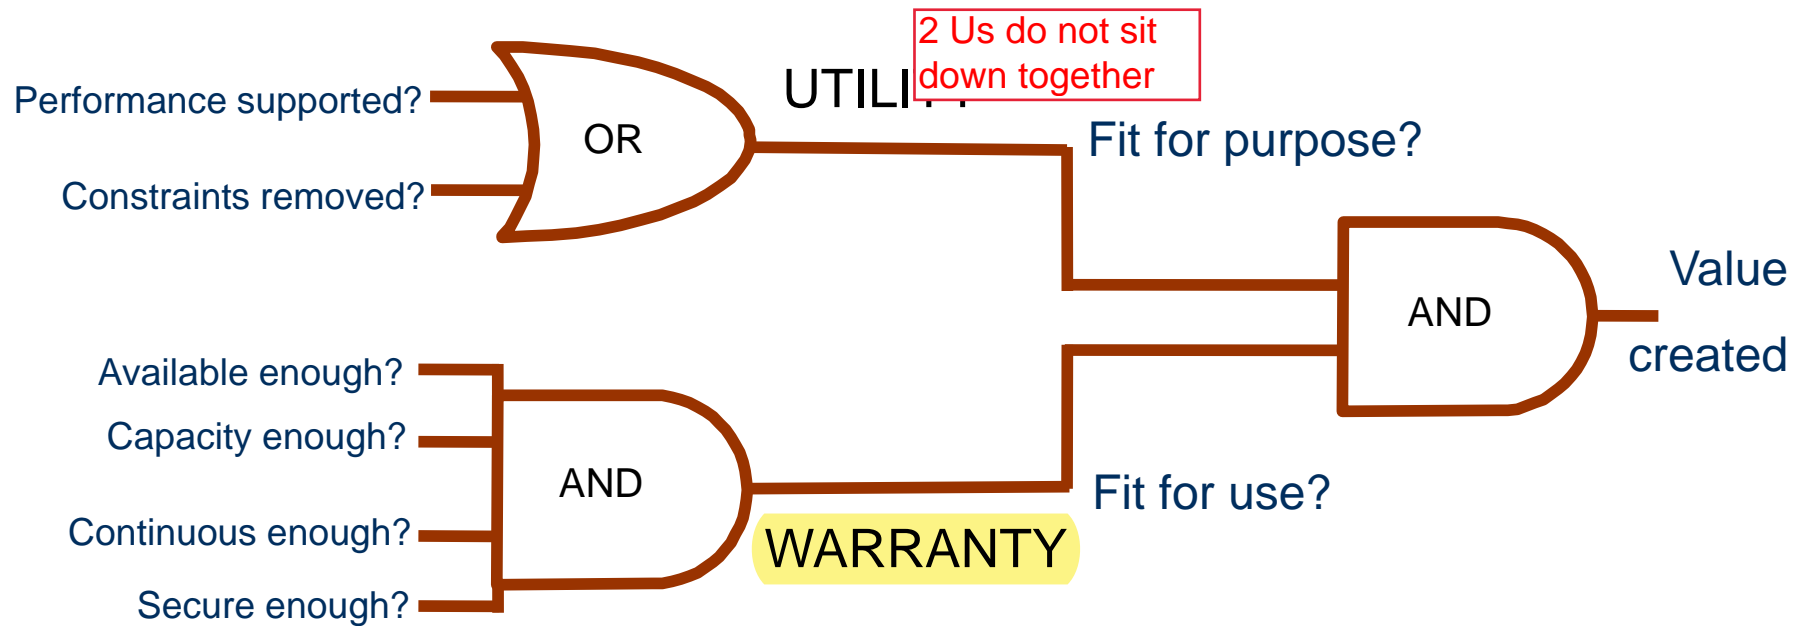 2 Us do not sit
down together
UTILITY
Performance supported?
OR
Fit for purpose?
Constraints removed?
Value
created
AND
Available enough?
Capacity enough?
AND
Fit for use?
Continuous enough?
WARRANTY
Secure enough?